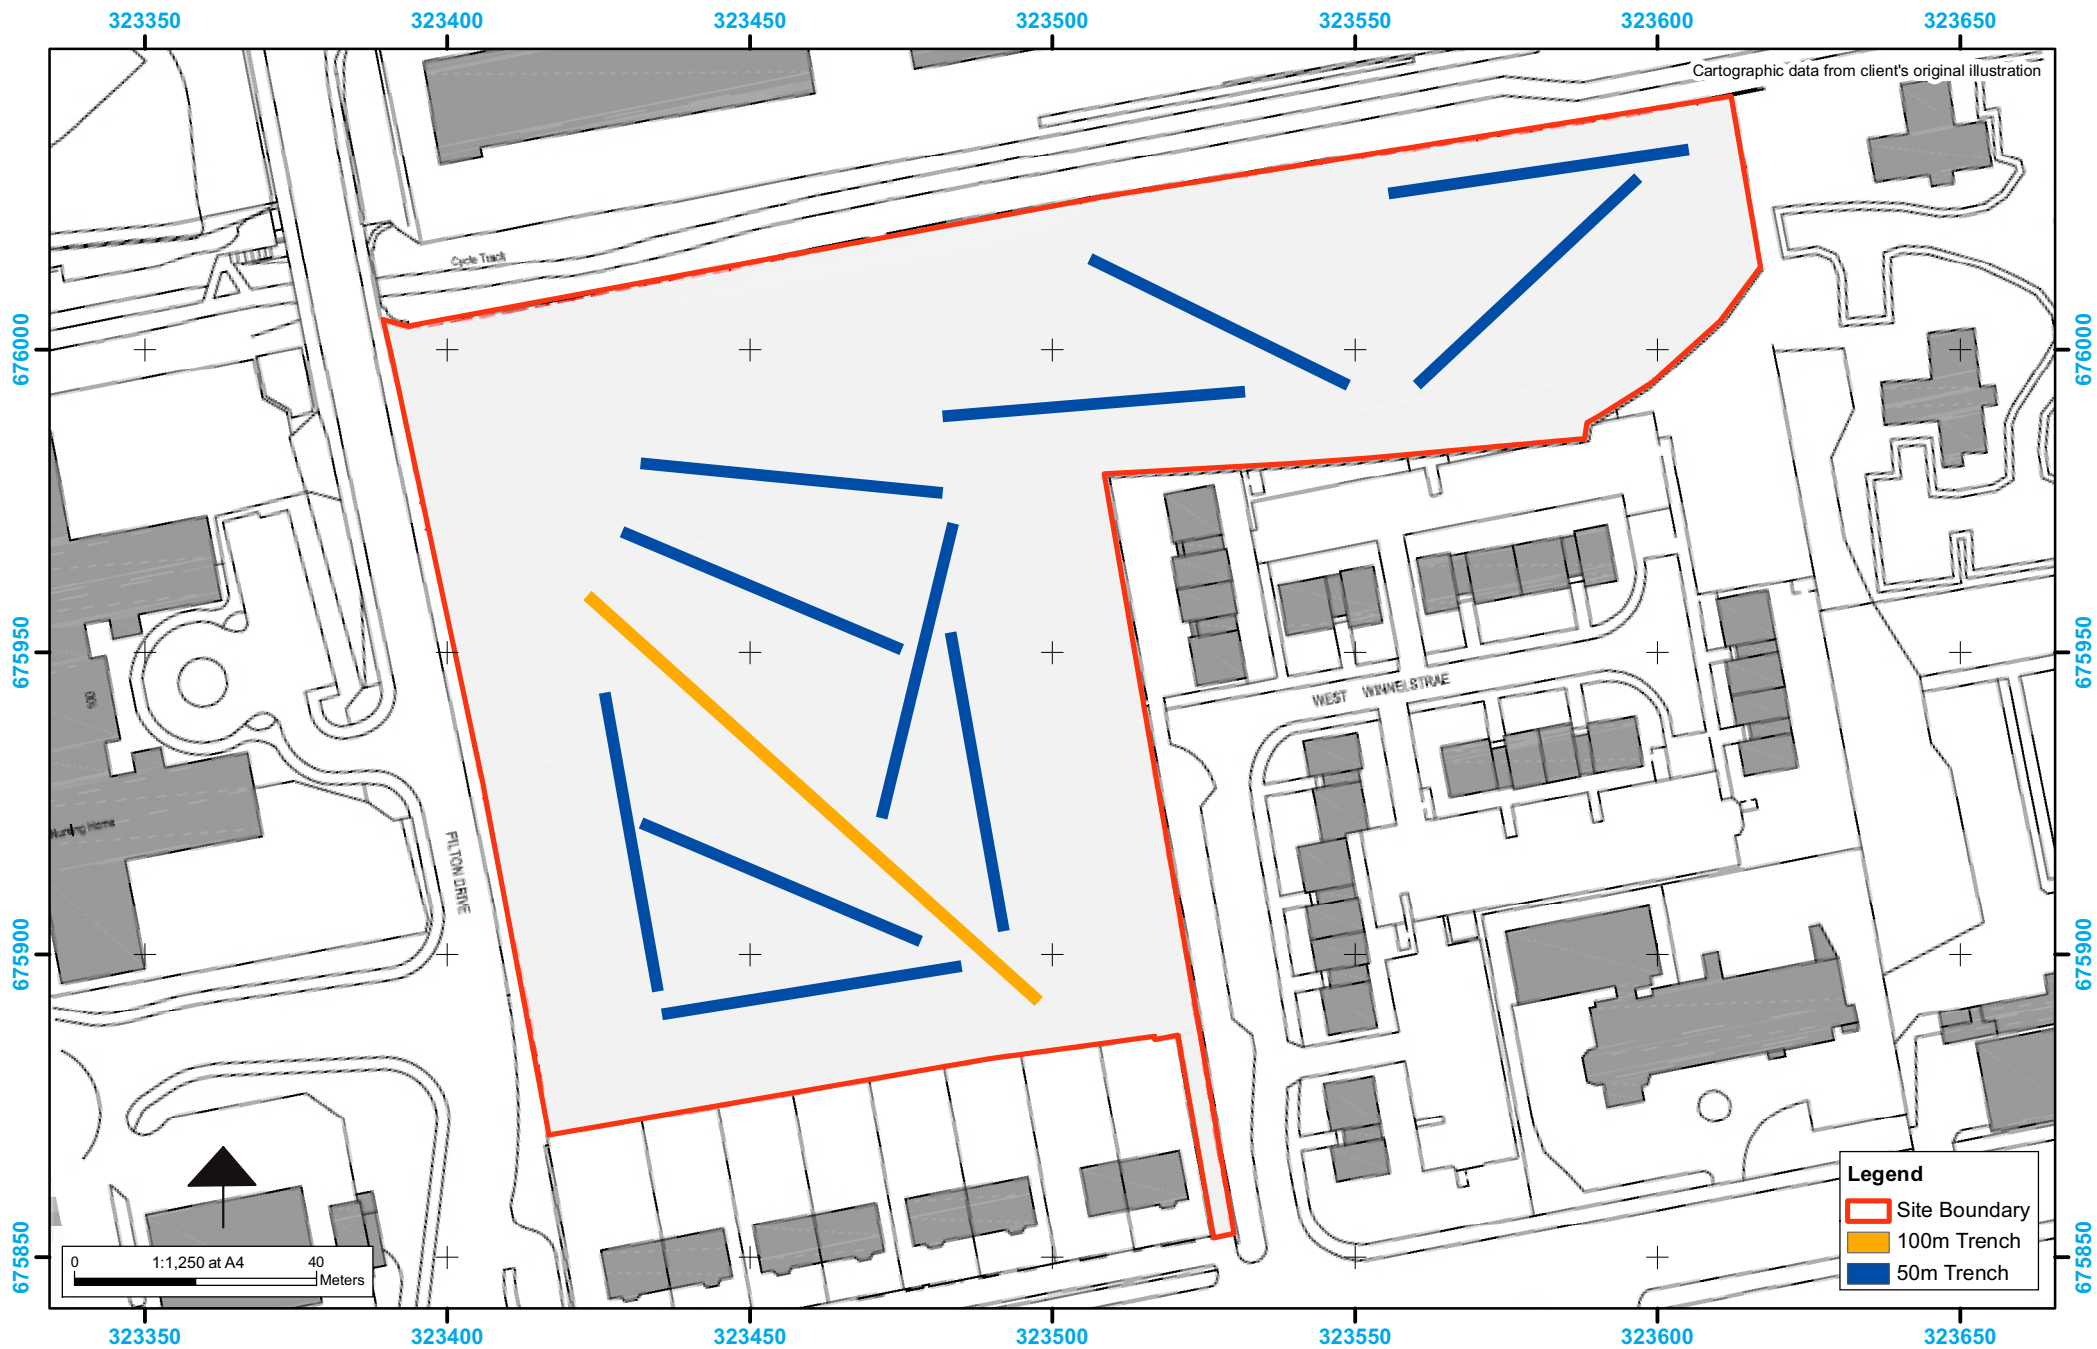 323350 323400 323450 323500 323550 323600 323650
Cartographic data from client's original illustration
Cycle Track
676000 676000
675950 675950
WEST WINNELSTRAE
Nursing Home
PILTON DRIVE
675900 675900
Legend
Site Boundary
100m Trench
50m Trench
675850 675850
0 1:1,250 at A4 40
Meters
323350 323400 323450 323500 323550 323600 323650